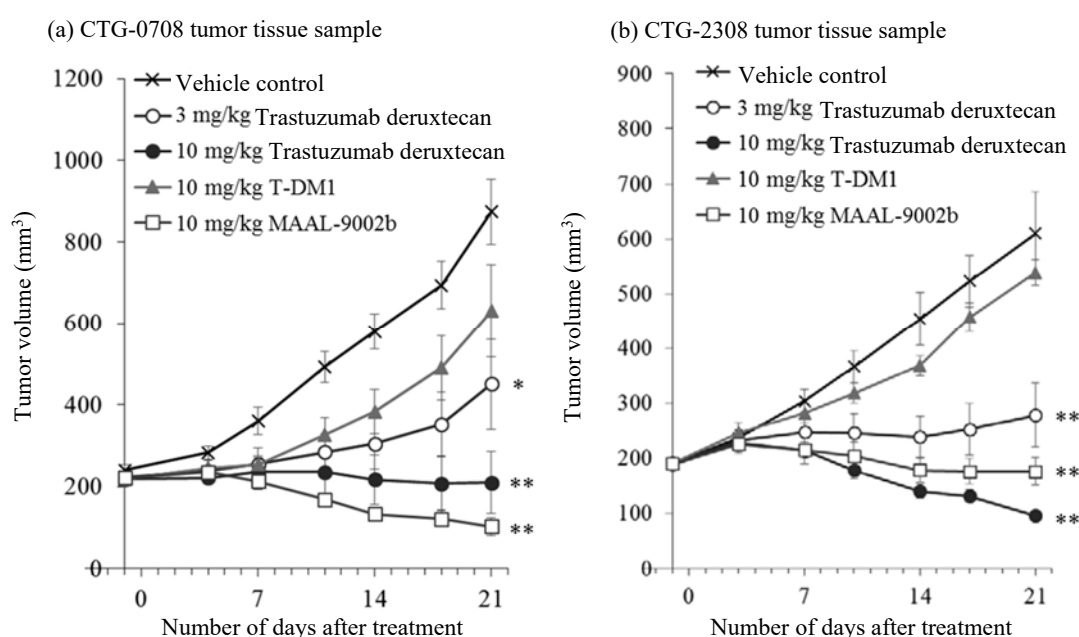 (a) CTG-0708 tumor tissue sample
Tumor volume (mm³)
1200
1000
800
600
400
200
0
Vehicle control
3 mg/kg Trastuzumab deruxtecan
10 mg/kg Trastuzumab deruxtecan
10 mg/kg T-DM1
10 mg/kg MAAL-9002b
*
**
**
0 7 14 21
Number of days after treatment
(b) CTG-2308 tumor tissue sample
Tumor volume (mm³)
900
800
700
600
500
400
300
200
100
0
Vehicle control
3 mg/kg Trastuzumab deruxtecan
10 mg/kg Trastuzumab deruxtecan
10 mg/kg T-DM1
10 mg/kg MAAL-9002b
**
**
**
0 7 14 21
Number of days after treatment